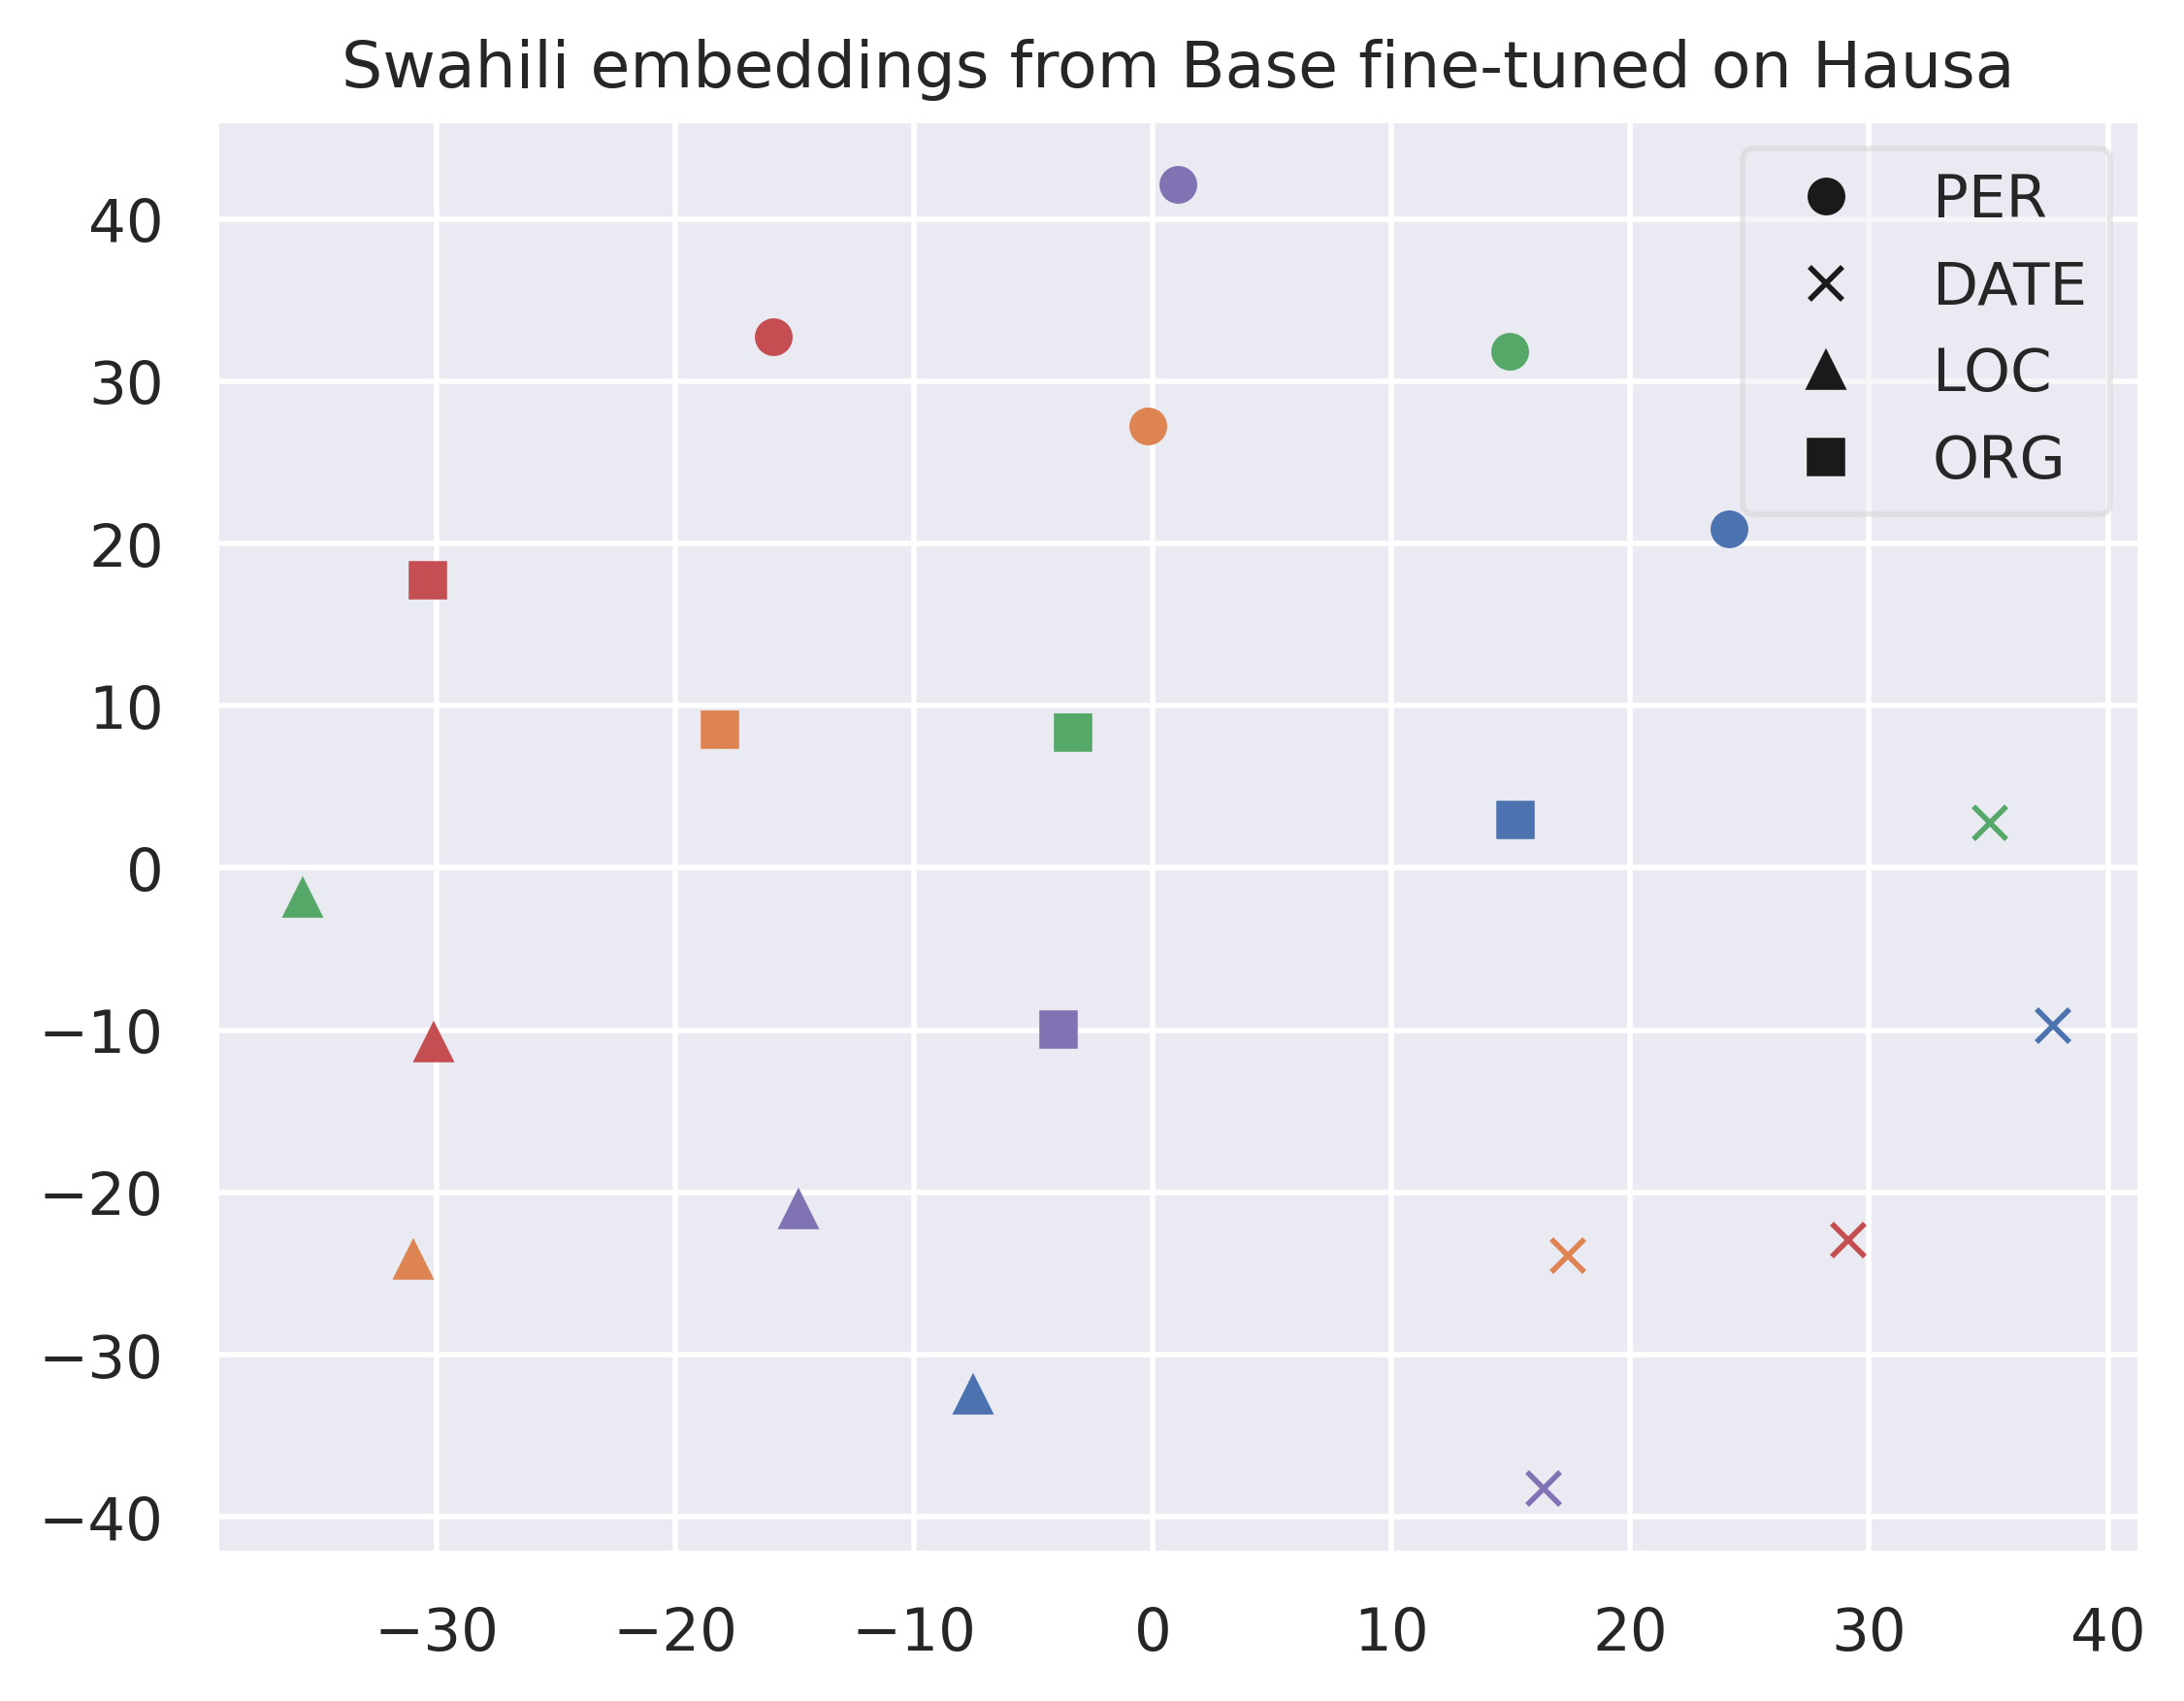 Swahili embeddings from Base fine-tuned on Hausa
PER
DATE
LOC
ORG
40
30
20
10
0
−10
−20
−30
−40
−30 −20 −10 0 10 20 30 40